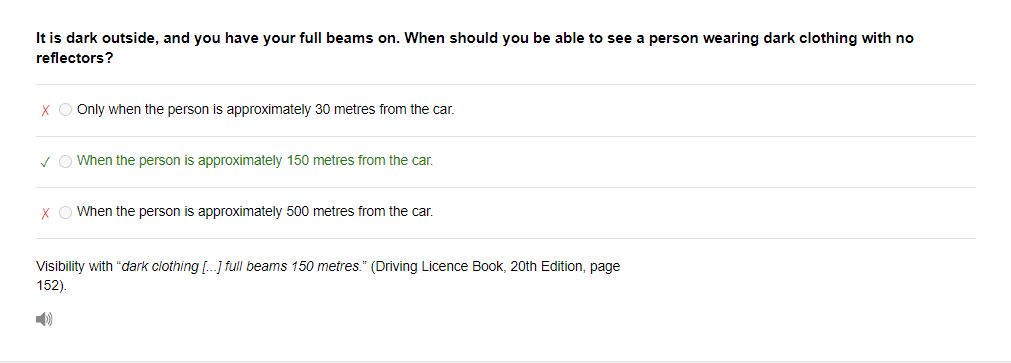 It is dark outside, and you have your full beams on. When should you be able to see a person wearing dark clothing with no
reflectors?
Only when the person is approximately 30 metres from the car.
When the person is approximately 150 metres from the car.
When the person is approximately 500 metres from the car.
Visibility with “dark clothing [...] full beams 150 metres.” (Driving Licence Book, 20th Edition, page
152).